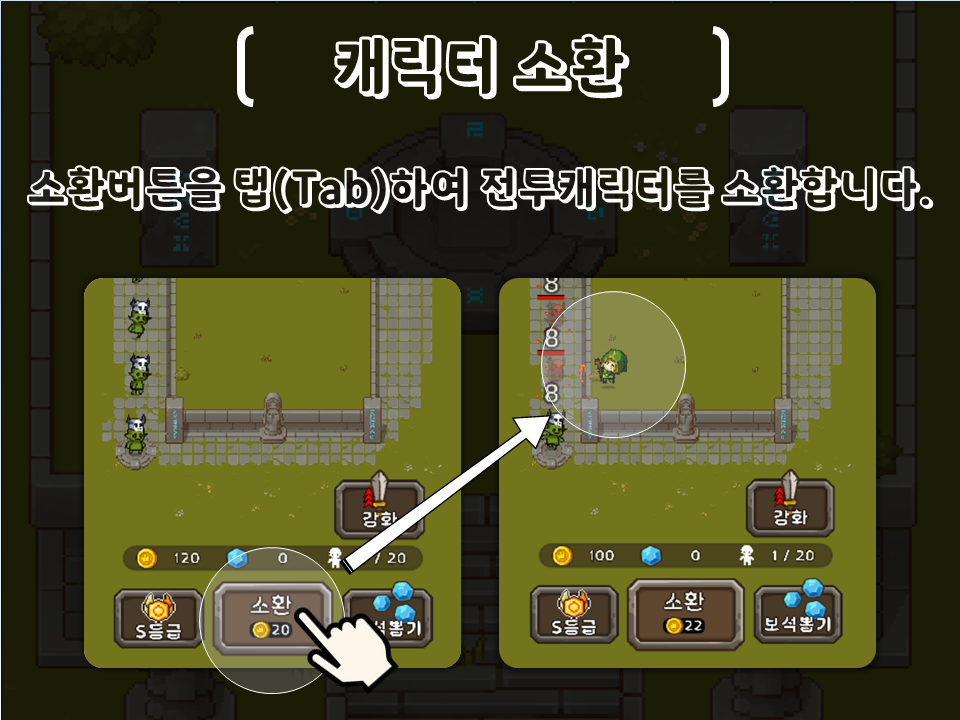 [ 캐릭터 소환 ]
소환버튼을 탭(Tab)하여 전투캐릭터를 소환합니다.
8
8
8
강화
강화
120 0 / 20
100 0 1 / 20
S등급
소환
20
석뽑기
S등급
소환
22
보석뽑기